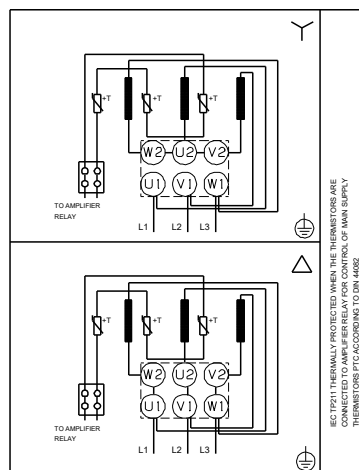 +T +T +T
W2 U2 V2
U1 V1 W1
TO AMPLIFIER
RELAY
L1 L2 L3
+T +T +T
W2 U2 V2
U1 V1 W1
TO AMPLIFIER
RELAY
L1 L2 L3
IEC TP211 THERMALLY PROTECTED WHEN THE THERMISTORS ARE
CONNECTED TO AMPLIFIER RELAY FOR CONTROL OF MAIN SUPPLY
THERMISTORS PTC ACCORDING TO DIN 44082